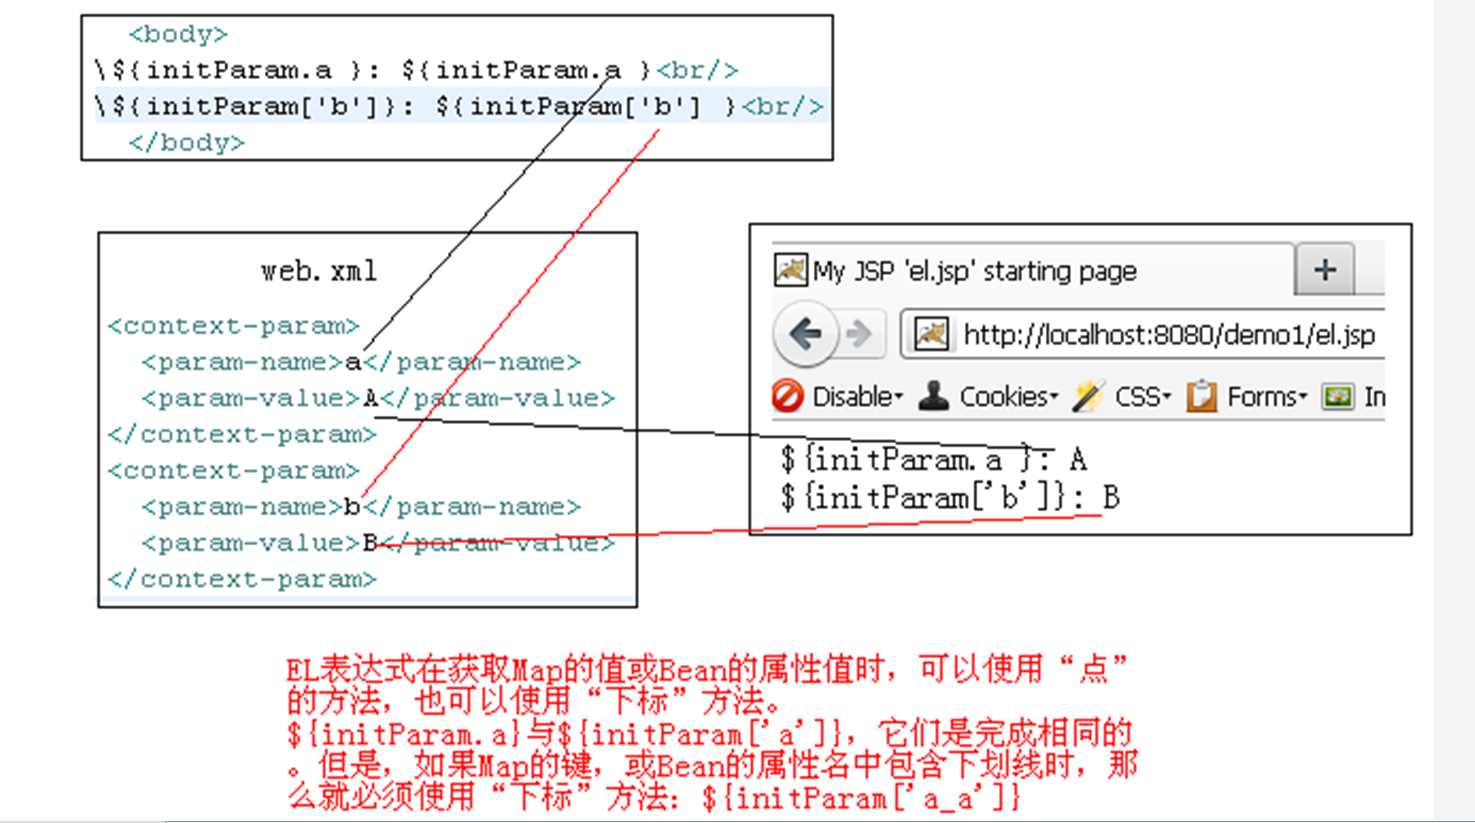 <body>
\${initParam.a }: ${initParam.a }<br/>
\${initParam['b']}: ${initParam['b'] }<br/>
</body>
web.xml
<context-param>
<param-name>a</param-name>
<param-value>A</param-value>
</context-param>
<context-param>
<param-name>b</param-name>
<param-value>B</param-value>
</context-param>
My JSP 'el.jsp' starting page
http://localhost:8080/demo1/el.jsp
Disable Cookies CSS Forms In
${initParam.a }: A
${initParam['b']}: B
EL表达式在获取Map的值或Bean的属性值时，可以使用“点”
的方法，也可以使用“下标”方法。
${initParam.a}与${initParam['a']}，它们是完成相同的
。但是，如果Map的键，或Bean的属性名中包含下划线时，那
么就必须使用“下标”方法：${initParam['a_a']}